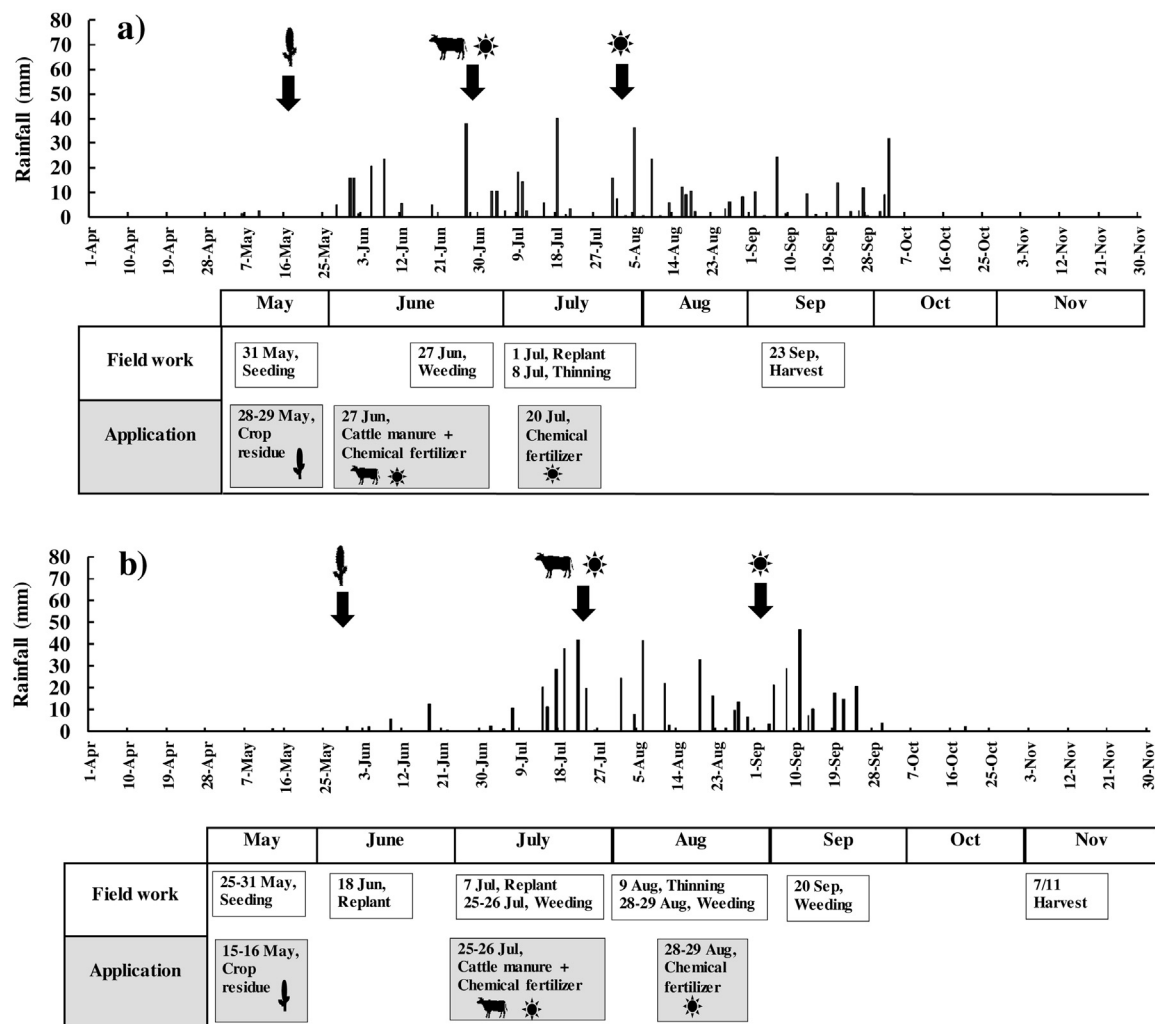 a)
Rainfall (mm)
80
70
60
50
40
30
20
10
0
1-Apr
10-Apr
19-Apr
28-Apr
7-May
16-May
25-May
3-Jun
12-Jun
21-Jun
30-Jun
9-Jul
18-Jul
27-Jul
5-Aug
14-Aug
23-Aug
1-Sep
10-Sep
19-Sep
28-Sep
7-Oct
16-Oct
25-Oct
3-Nov
12-Nov
21-Nov
30-Nov
May June July Aug Sep Oct Nov
Field work
31 May,
Seeding
27 Jun,
Weeding
1 Jul, Replant
8 Jul, Thinning
23 Sep,
Harvest
Application
28-29 May,
Crop
residue
27 Jun,
Cattle manure +
Chemical fertilizer
20 Jul,
Chemical
fertilizer
b)
Rainfall (mm)
80
70
60
50
40
30
20
10
0
1-Apr
10-Apr
19-Apr
28-Apr
7-May
16-May
25-May
3-Jun
12-Jun
21-Jun
30-Jun
9-Jul
18-Jul
27-Jul
5-Aug
14-Aug
23-Aug
1-Sep
10-Sep
19-Sep
28-Sep
7-Oct
16-Oct
25-Oct
3-Nov
12-Nov
21-Nov
30-Nov
May June July Aug Sep Oct Nov
Field work
25-31 May,
Seeding
18 Jun,
Replant
7 Jul, Replant
25-26 Jul, Weeding
9 Aug, Thinning
28-29 Aug, Weeding
20 Sep,
Weeding
7/11
Harvest
Application
15-16 May,
Crop
residue
25-26 Jul,
Cattle manure +
Chemical fertilizer
28-29 Aug,
Chemical
fertilizer